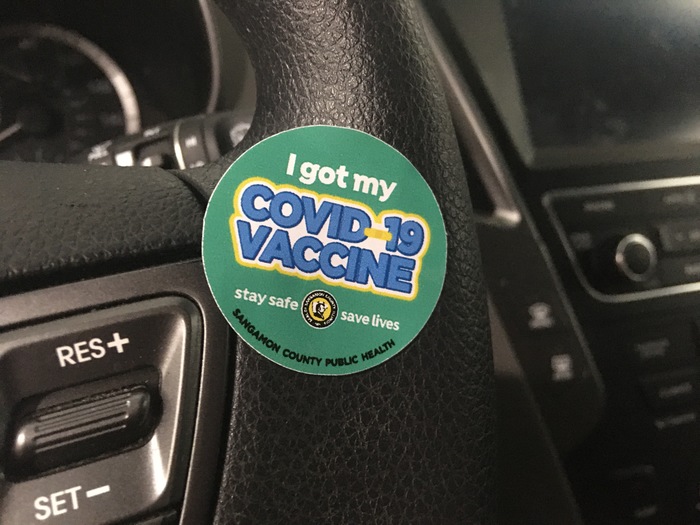 I got my
COVID-19
VACCINE
stay safe
save lives
SANGAMON COUNTY PUBLIC HEALTH
RES+
SET−